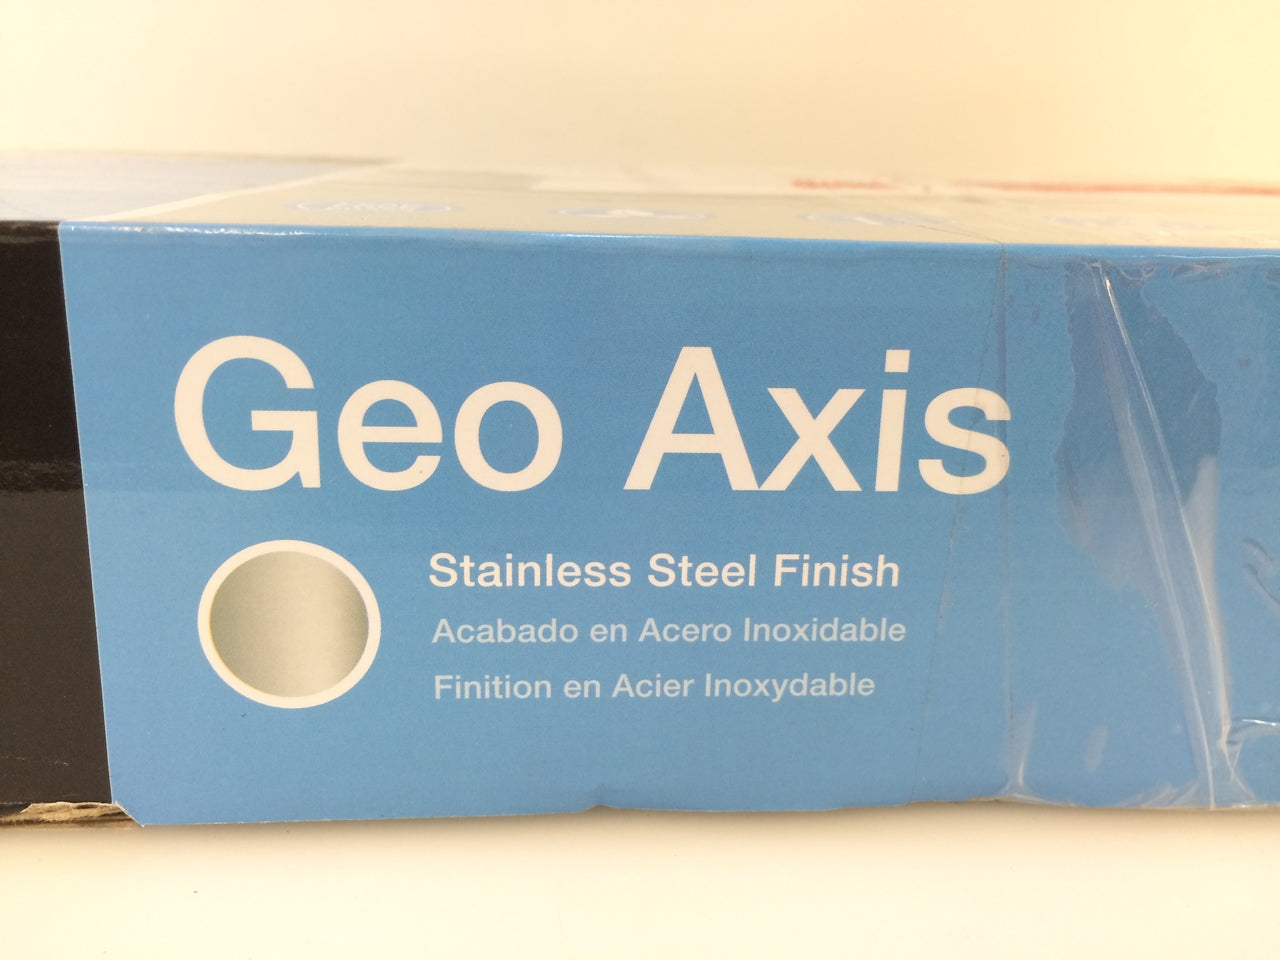 Geo Axis
Stainless Steel Finish
Acabado en Acero Inoxidable
Finition en Acier Inoxydable